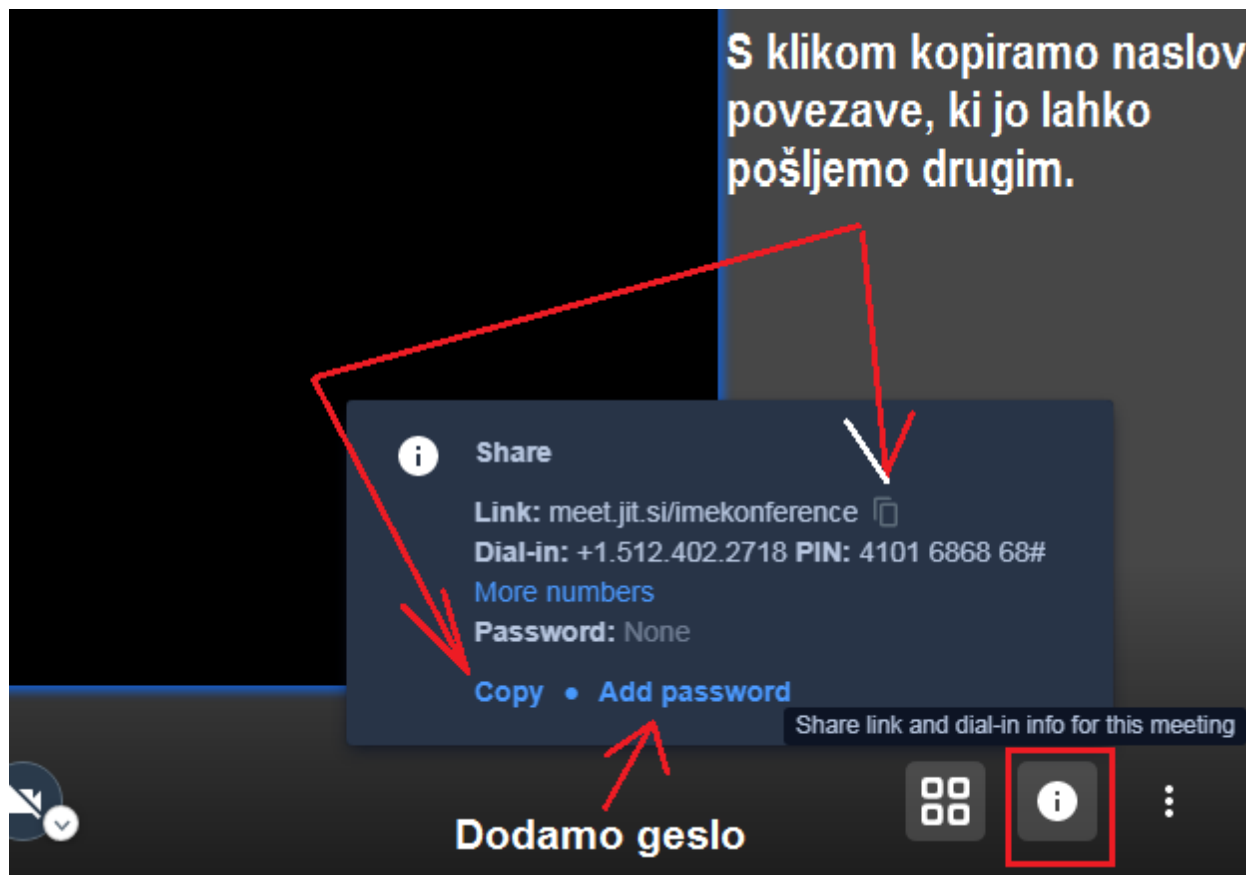 S klikom kopiramo naslov
povezave, ki jo lahko
pošljemo drugim.
Share
Link: meet.jit.si/imekonference
Dial-in: +1.512.402.2718 PIN: 4101 6868 68#
More numbers
Password: None
Copy • Add password
Share link and dial-in info for this meeting
Dodamo geslo